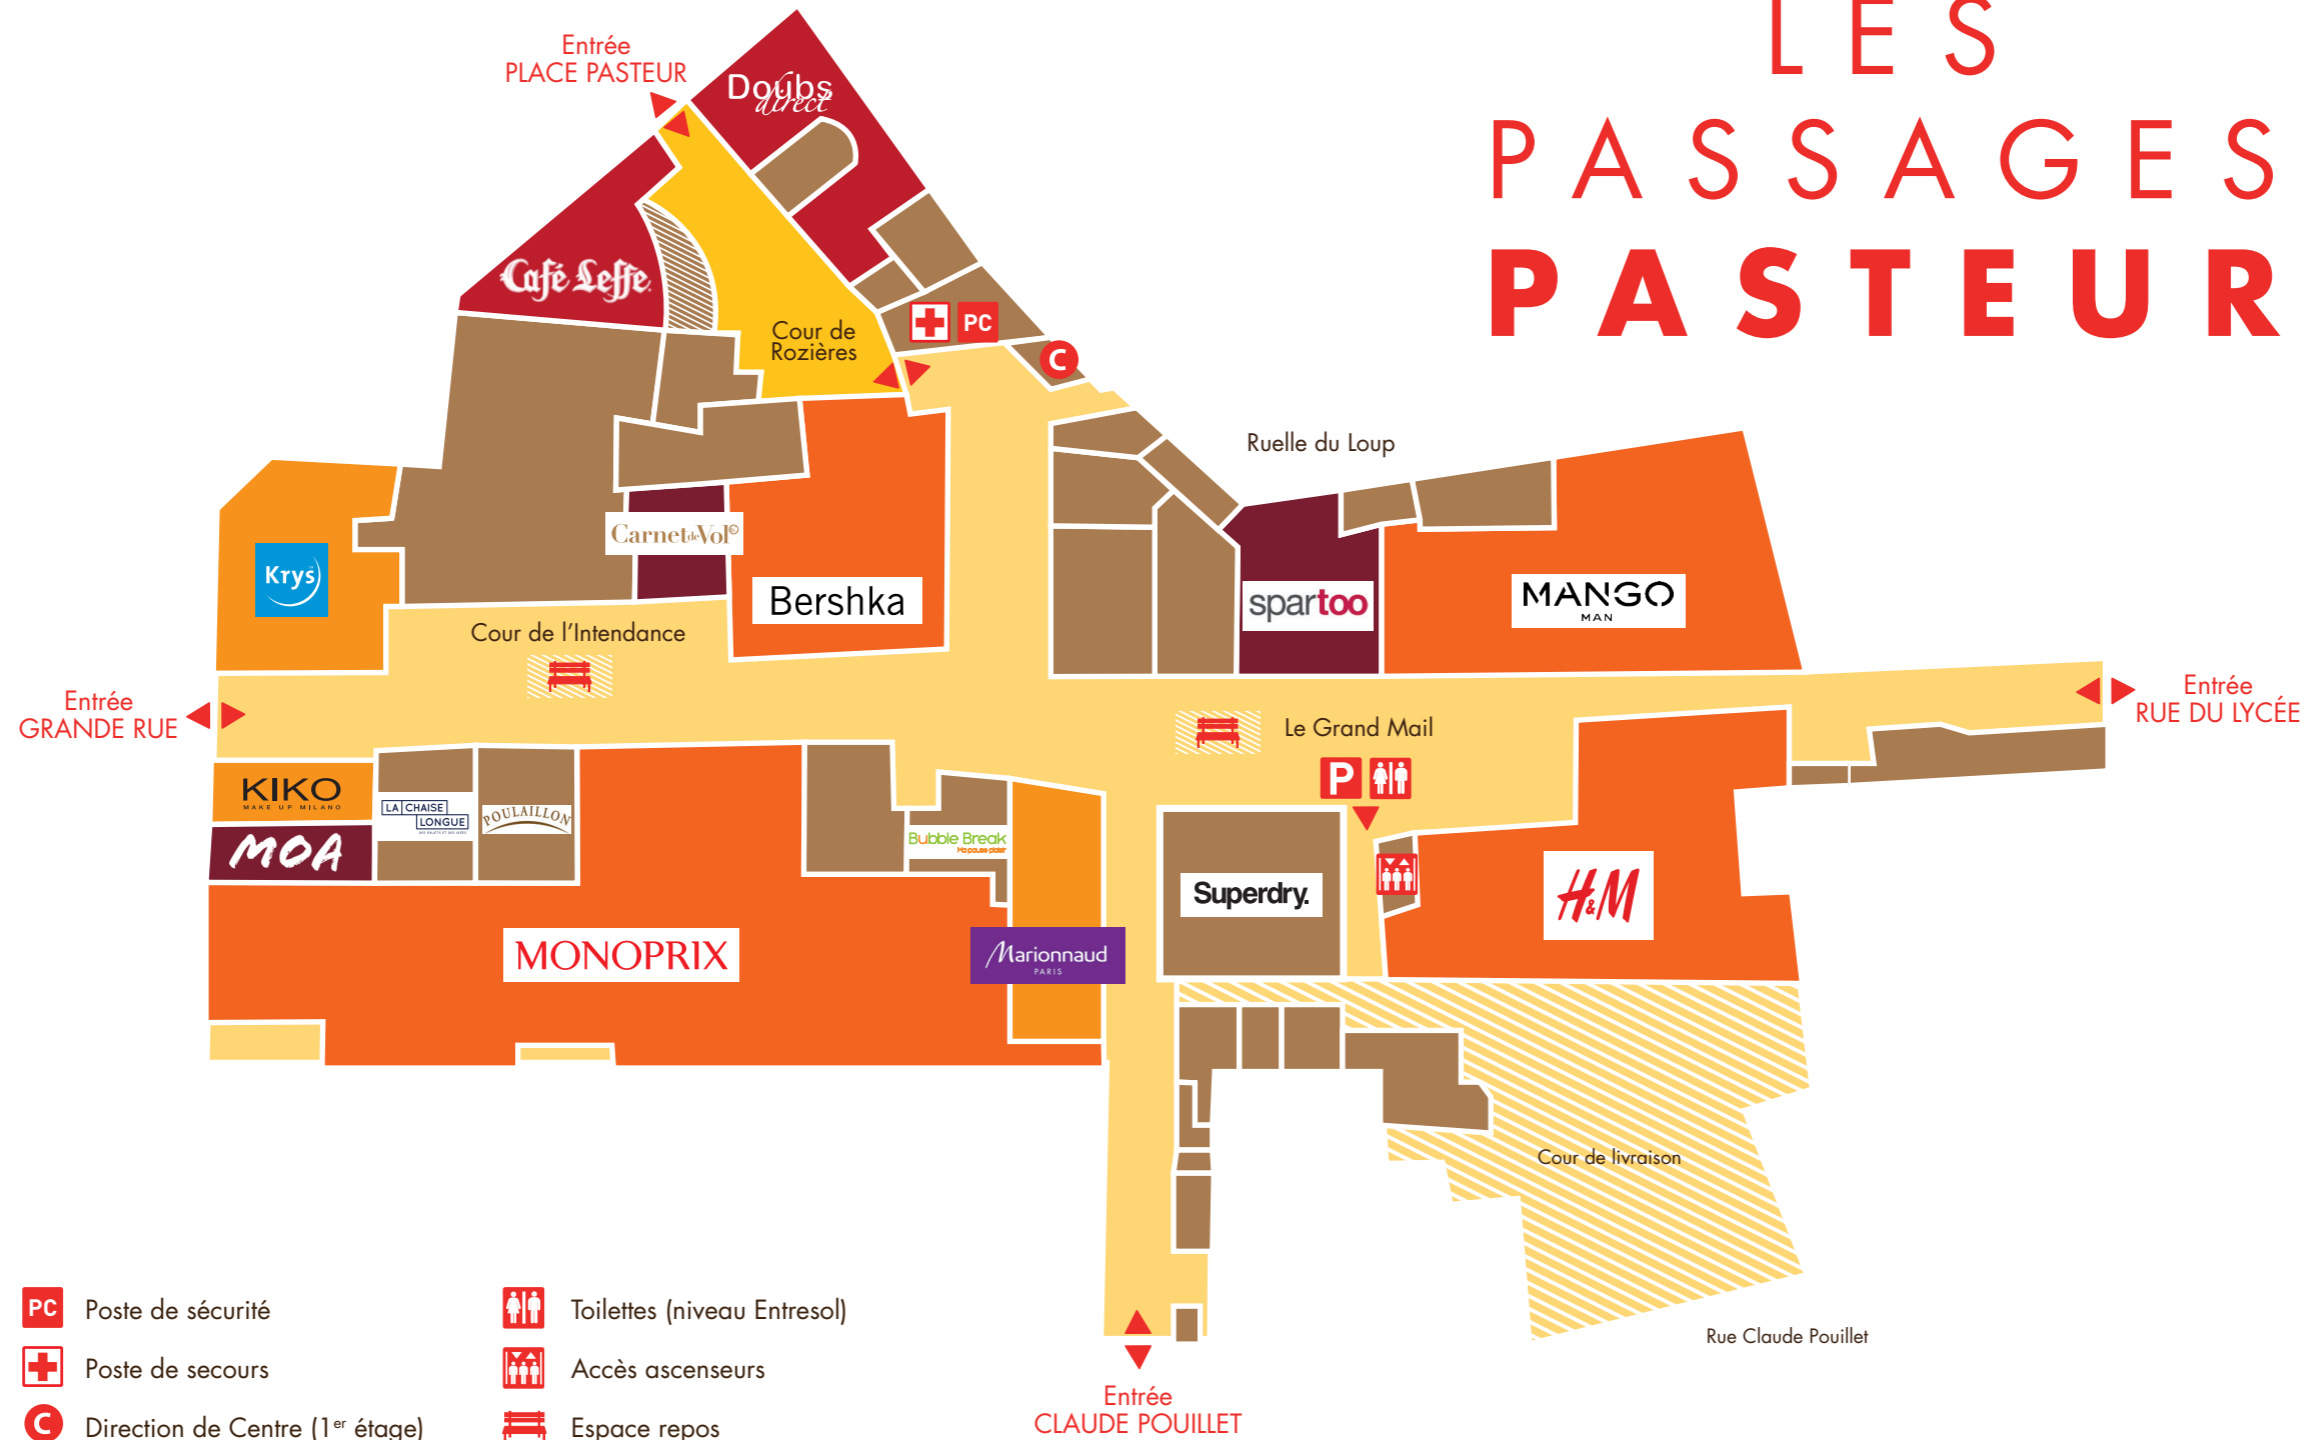 LES
PASSAGES
PASTEUR
Entrée
PLACE PASTEUR
Doubs
direct
Café Leffe
Cour de
Rozières
PC
C
Ruelle du Loup
Krys
Carnet de Vol
Bershka
spartoo
MANGO
MAN
Cour de l'Intendance
Entrée
GRANDE RUE
Le Grand Mail
Entrée
RUE DU LYCÉE
P
KIKO
MAKE UP MILANO
MOA
LA CHAISE
LONGUE
POULAILLON
Bubble Break
Ma pause plaisir
Superdry.
H&M
MONOPRIX
Marionnaud
PARIS
Cour de livraison
Rue Claude Pouillet
Entrée
CLAUDE POUILLET
PC Poste de sécurité
Poste de secours
C Direction de Centre (1er étage)
Toilettes (niveau Entresol)
Accès ascenseurs
Espace repos